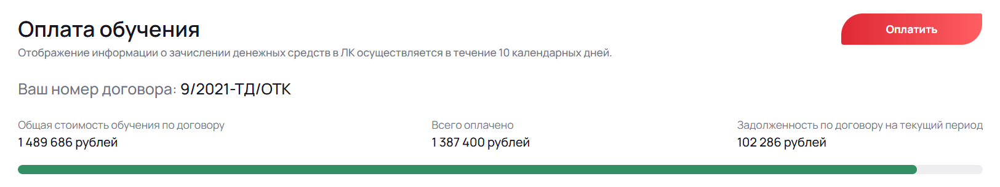 Оплата обучения
Оплатить
Отображение информации о зачислении денежных средств в ЛК осуществляется в течение 10 календарных дней.
Ваш номер договора: 9/2021-ТД/ОТК
Общая стоимость обучения по договору
1 489 686 рублей
Всего оплачено
1 387 400 рублей
Задолженность по договору на текущий период
102 286 рублей